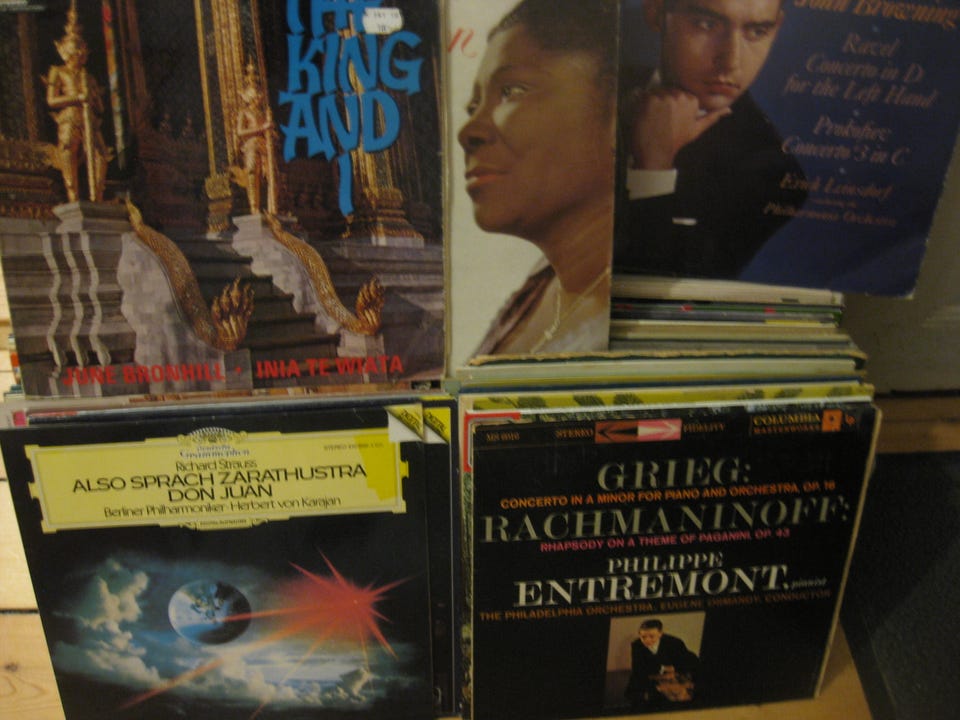 THE
KING
AND
I
JUNE BRONHILL · INIA TE WIATA
n
John Browning
Ravel
Concerto in D
for the Left Hand
Prokofiev
Concerto 3 in C
Erich Leinsdorf
Philharmonia Orchestra
Deutsche
Grammophon
STEREO
Richard Strauss
ALSO SPRACH ZARATHUSTRA
DON JUAN
Berliner Philharmoniker · Herbert von Karajan
STEREO FIDELITY
COLUMBIA
MASTERWORKS
GRIEG:
CONCERTO IN A MINOR FOR PIANO AND ORCHESTRA, OP. 16
RACHMANINOFF:
RHAPSODY ON A THEME OF PAGANINI, OP. 43
PHILIPPE
ENTREMONT, pianist
THE PHILADELPHIA ORCHESTRA, EUGENE ORMANDY, CONDUCTOR